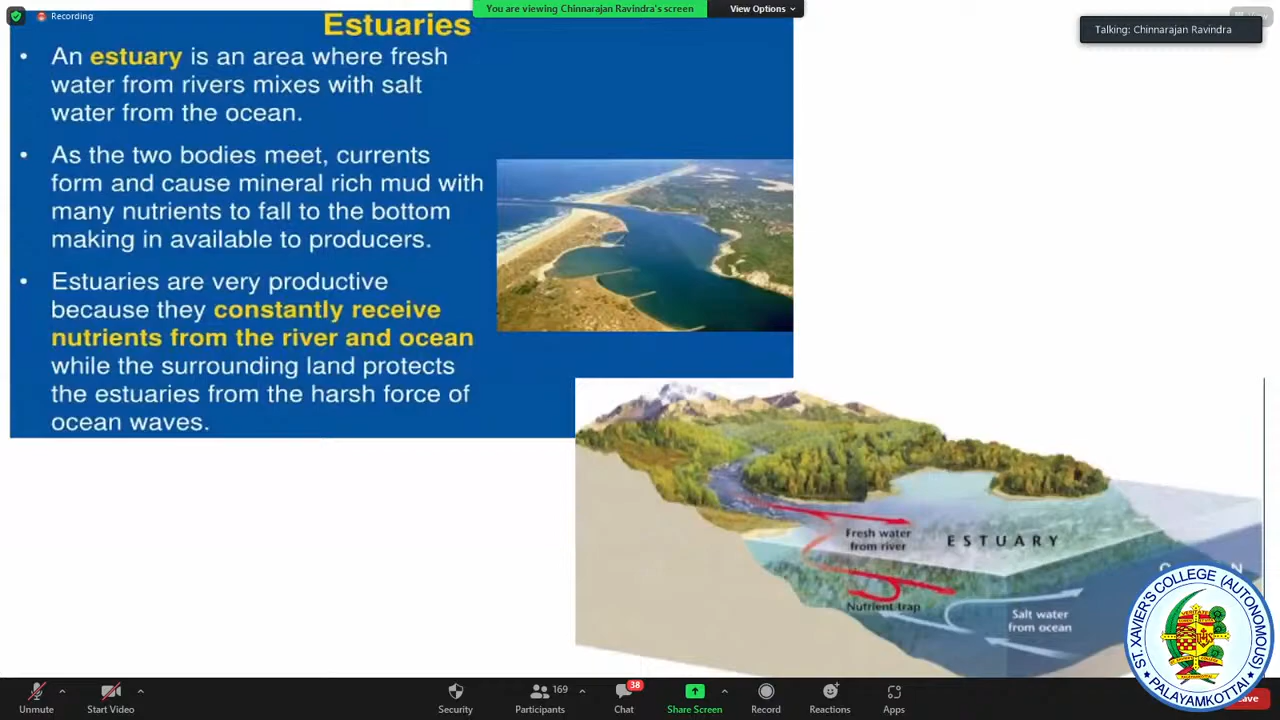 You are viewing Chinnarajan Ravindra's screen
View Options
Recording
Talking: Chinnarajan Ravindra
Estuaries
• An estuary is an area where fresh
water from rivers mixes with salt
water from the ocean.
• As the two bodies meet, currents
form and cause mineral rich mud with
many nutrients to fall to the bottom
making in available to producers.
• Estuaries are very productive
because they constantly receive
nutrients from the river and ocean
while the surrounding land protects
the estuaries from the harsh force of
ocean waves.
Fresh water
from river
ESTUARY
Nutrient trap
Salt water
from ocean
ST. XAVIER'S COLLEGE (AUTONOMOUS)
PALAYAMKOTTAI
Unmute
Start Video
Security
169
Participants
38
Chat
Share Screen
Record
Reactions
Apps